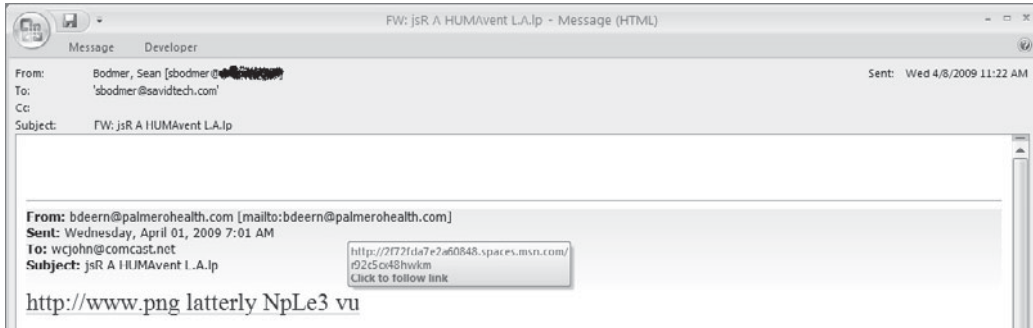 FW: jsR A HUMAvent L.A.lp - Message (HTML)
Message Developer
From: Bodmer, Sean [sbodmer@
Sent: Wed 4/8/2009 11:22 AM
To: 'sbodmer@savidtech.com'
Cc:
Subject: FW: jsR A HUMAvent L.A.lp
From: bdeern@palmerohealth.com [mailto:bdeern@palmerohealth.com]
Sent: Wednesday, April 01, 2009 7:01 AM
To: wcjohn@comcast.net
Subject: jsR A HUMAvent L.A.lp
http://2f72fda7e2a60848.spaces.msn.com/
r92c5cx48hwkm
Click to follow link
http://www.png latterly NpLe3 vu